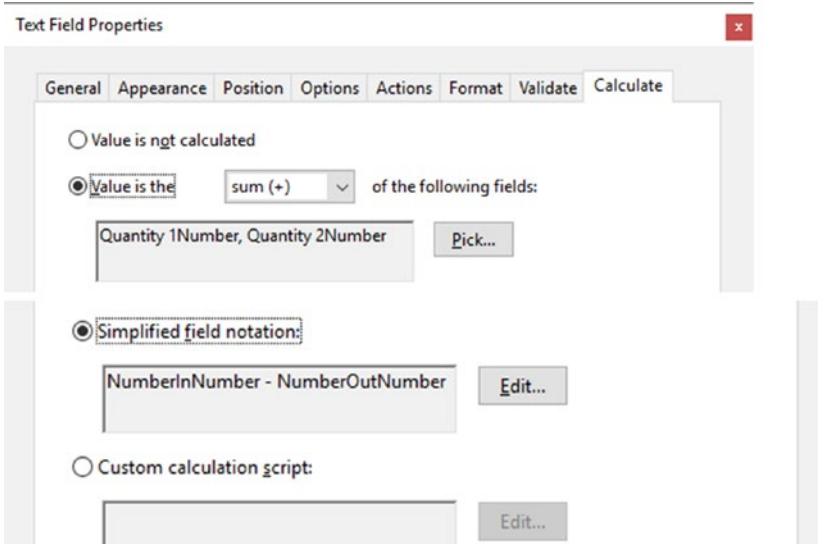 Text Field Properties
x
General Appearance Position Options Actions Format Validate Calculate
Value is not calculated
Value is the sum (+) of the following fields:
Quantity 1Number, Quantity 2Number Pick...
Simplified field notation:
NumberInNumber - NumberOutNumber Edit...
Custom calculation script:
Edit...